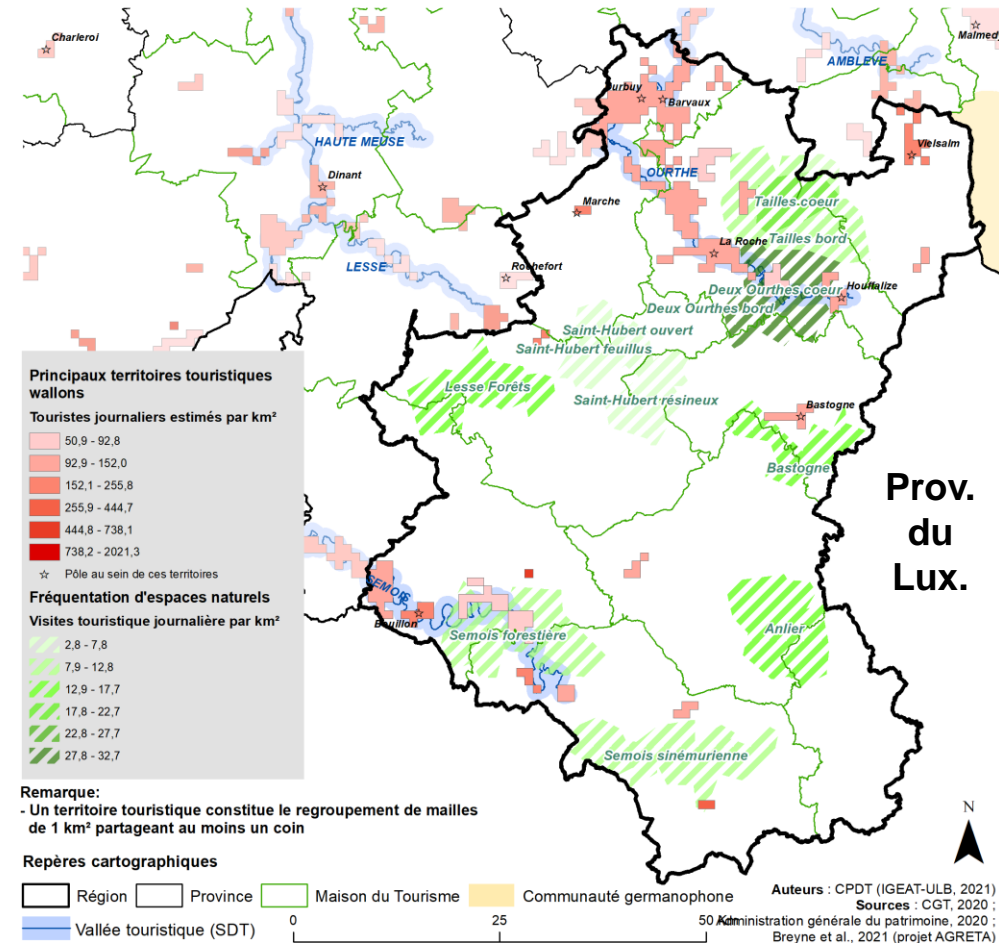 Charleroi
Malmedy
AMBLEVE
urbuy
Barvaux
HAUTE MEUSE
Vielsalm
Dinant
OURTHE
Marche
Tailles coeur
La Roche
Tailles bord
LESSE
Rochefort
Deux Ourthes coeur
Houffalize
Deux Ourthes bord
Saint-Hubert ouvert
Saint-Hubert feuillus
Lesse Forêts
Saint-Hubert résineux
Bastogne
Bastogne
Prov.
du
Lux.
SEMOIS
Bouillon
Semois forestière
Anlier
Semois sinémurienne
Principaux territoires touristiques
wallons
Touristes journaliers estimés par km²
50,9 - 92,8
92,9 - 152,0
152,1 - 255,8
255,9 - 444,7
444,8 - 738,1
738,2 - 2021,3
Pôle au sein de ces territoires
Fréquentation d'espaces naturels
Visites touristique journalière par km²
2,8 - 7,8
7,9 - 12,8
12,9 - 17,7
17,8 - 22,7
22,8 - 27,7
27,8 - 32,7
Remarque:
- Un territoire touristique constitue le regroupement de mailles
de 1 km² partageant au moins un coin
Repères cartographiques
Région
Province
Maison du Tourisme
Communauté germanophone
Vallée touristique (SDT)
0
25
50 Km
N
Auteurs : CPDT (IGEAT-ULB, 2021)
Sources : CGT, 2020 ;
Administration générale du patrimoine, 2020 ;
Breyne et al., 2021 (projet AGRETA)